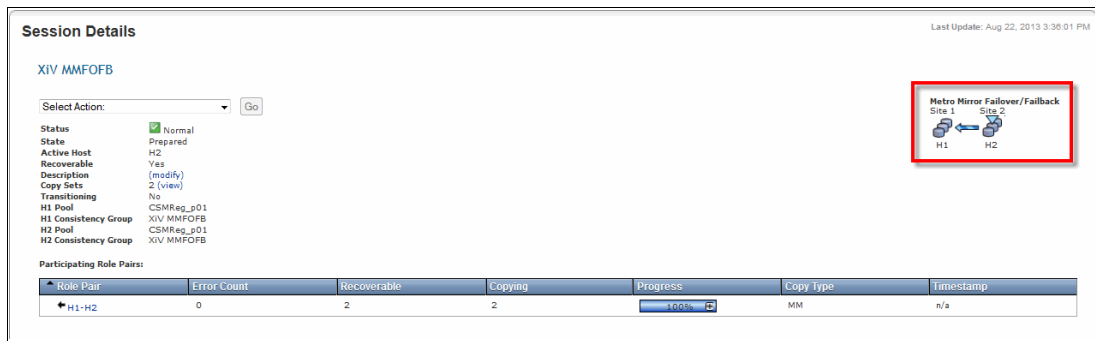 Session Details
Last Update: Aug 22, 2013 3:36:01 PM
XiV MMFOFB
Select Action:
Go
Metro Mirror Failover/Failback
Site 1 Site 2
H1 H2
Status Normal
State Prepared
Active Host H2
Recoverable Yes
Description (modify)
Copy Sets 2 (view)
Transitioning No
H1 Pool CSMReg_p01
H1 Consistency Group XiV MMFOFB
H2 Pool CSMReg_p01
H2 Consistency Group XiV MMFOFB
Participating Role Pairs:
Role Pair Error Count Recoverable Copying Progress Copy Type Timestamp
H1-H2 0 2 2 100% MM n/a